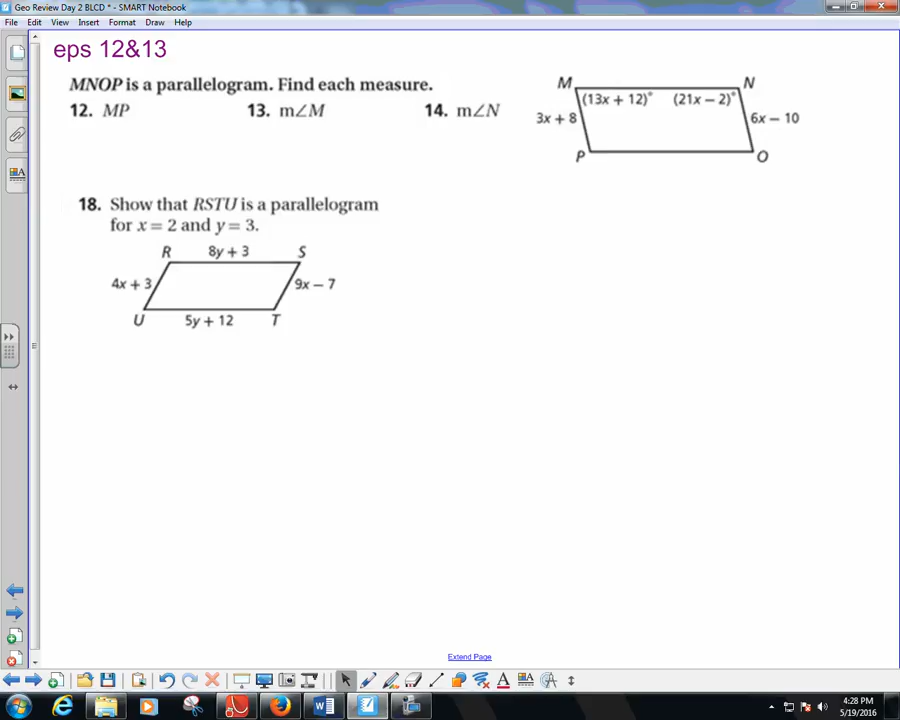 Geo Review Day 2 BLCD * - SMART Notebook
File Edit View Insert Format Draw Help
eps 12&13
MNOP is a parallelogram. Find each measure.
12. MP 13. m∠M 14. m∠N
M N
(13x + 12)° (21x − 2)°
3x + 8 6x − 10
P O
18. Show that RSTU is a parallelogram
for x = 2 and y = 3.
R 8y + 3 S
4x + 3 9x − 7
U 5y + 12 T
Extend Page
4:28 PM
5/19/2016